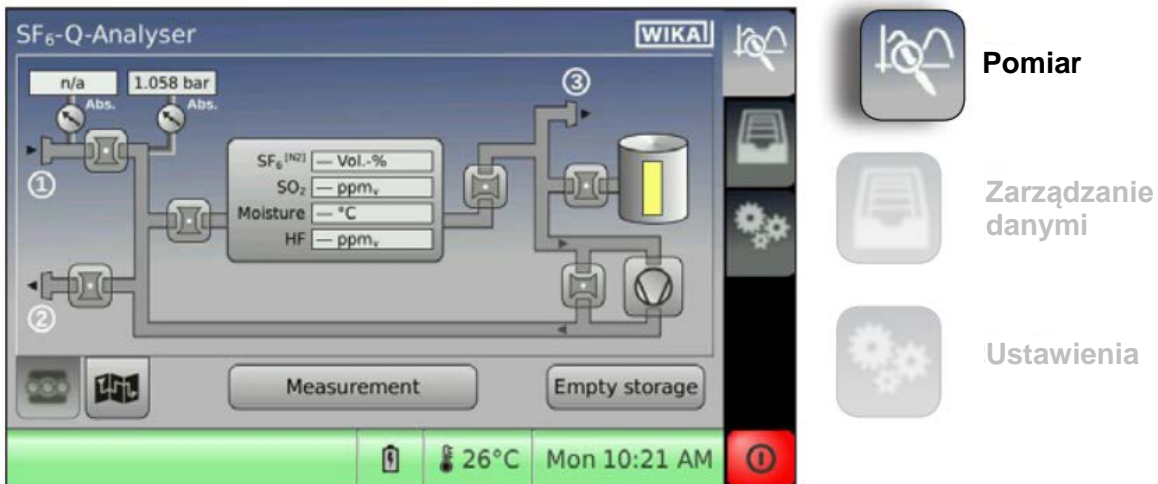 SF₆-Q-Analyser
WIKA
n/a
1.058 bar
Abs.
Abs.
③
①
SF₆ [N2] — Vol.-%
SO₂ — ppmᵥ
Moisture — °C
HF — ppmᵥ
②
Measurement
Empty storage
26°C
Mon 10:21 AM
Pomiar
Zarządzanie
danymi
Ustawienia